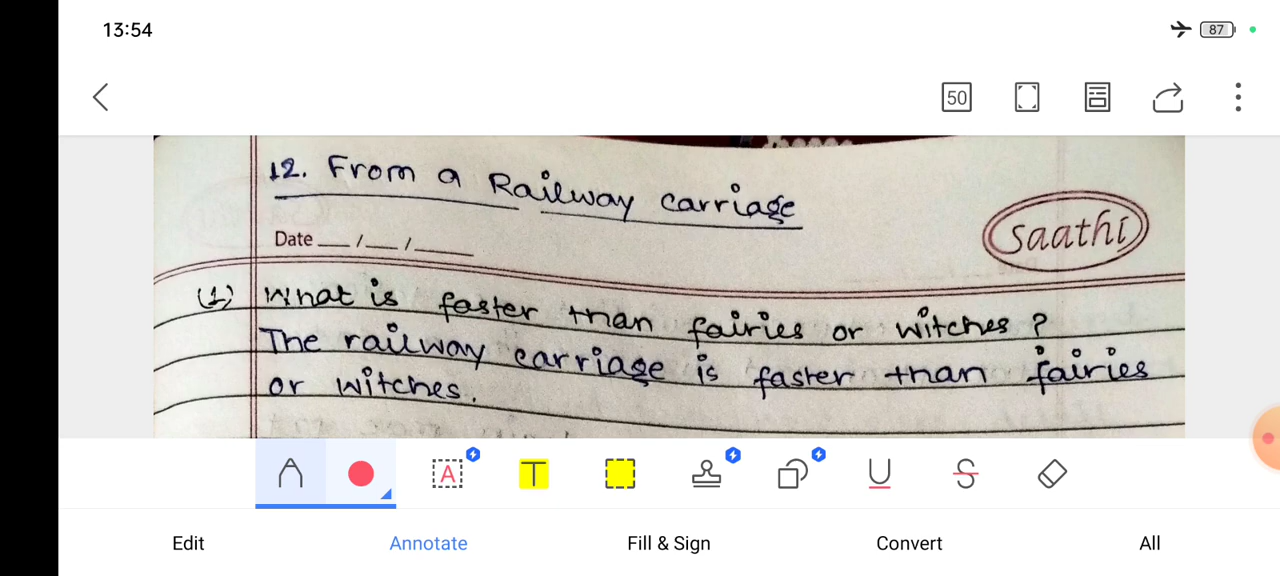 13:54
87
50
12. From a Railway carriage
Date __/__/____
saathi
(1) What is faster than fairies or witches ?
The railway carriage is faster than fairies
or witches.
A
T
U
S
Edit
Annotate
Fill & Sign
Convert
All